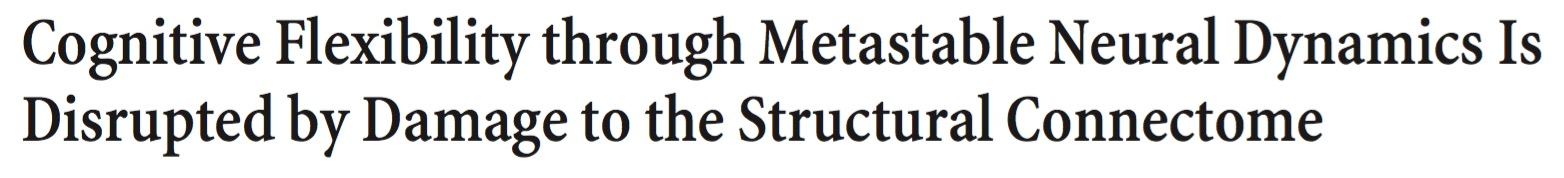 Cognitive Flexibility through Metastable Neural Dynamics Is
Disrupted by Damage to the Structural Connectome